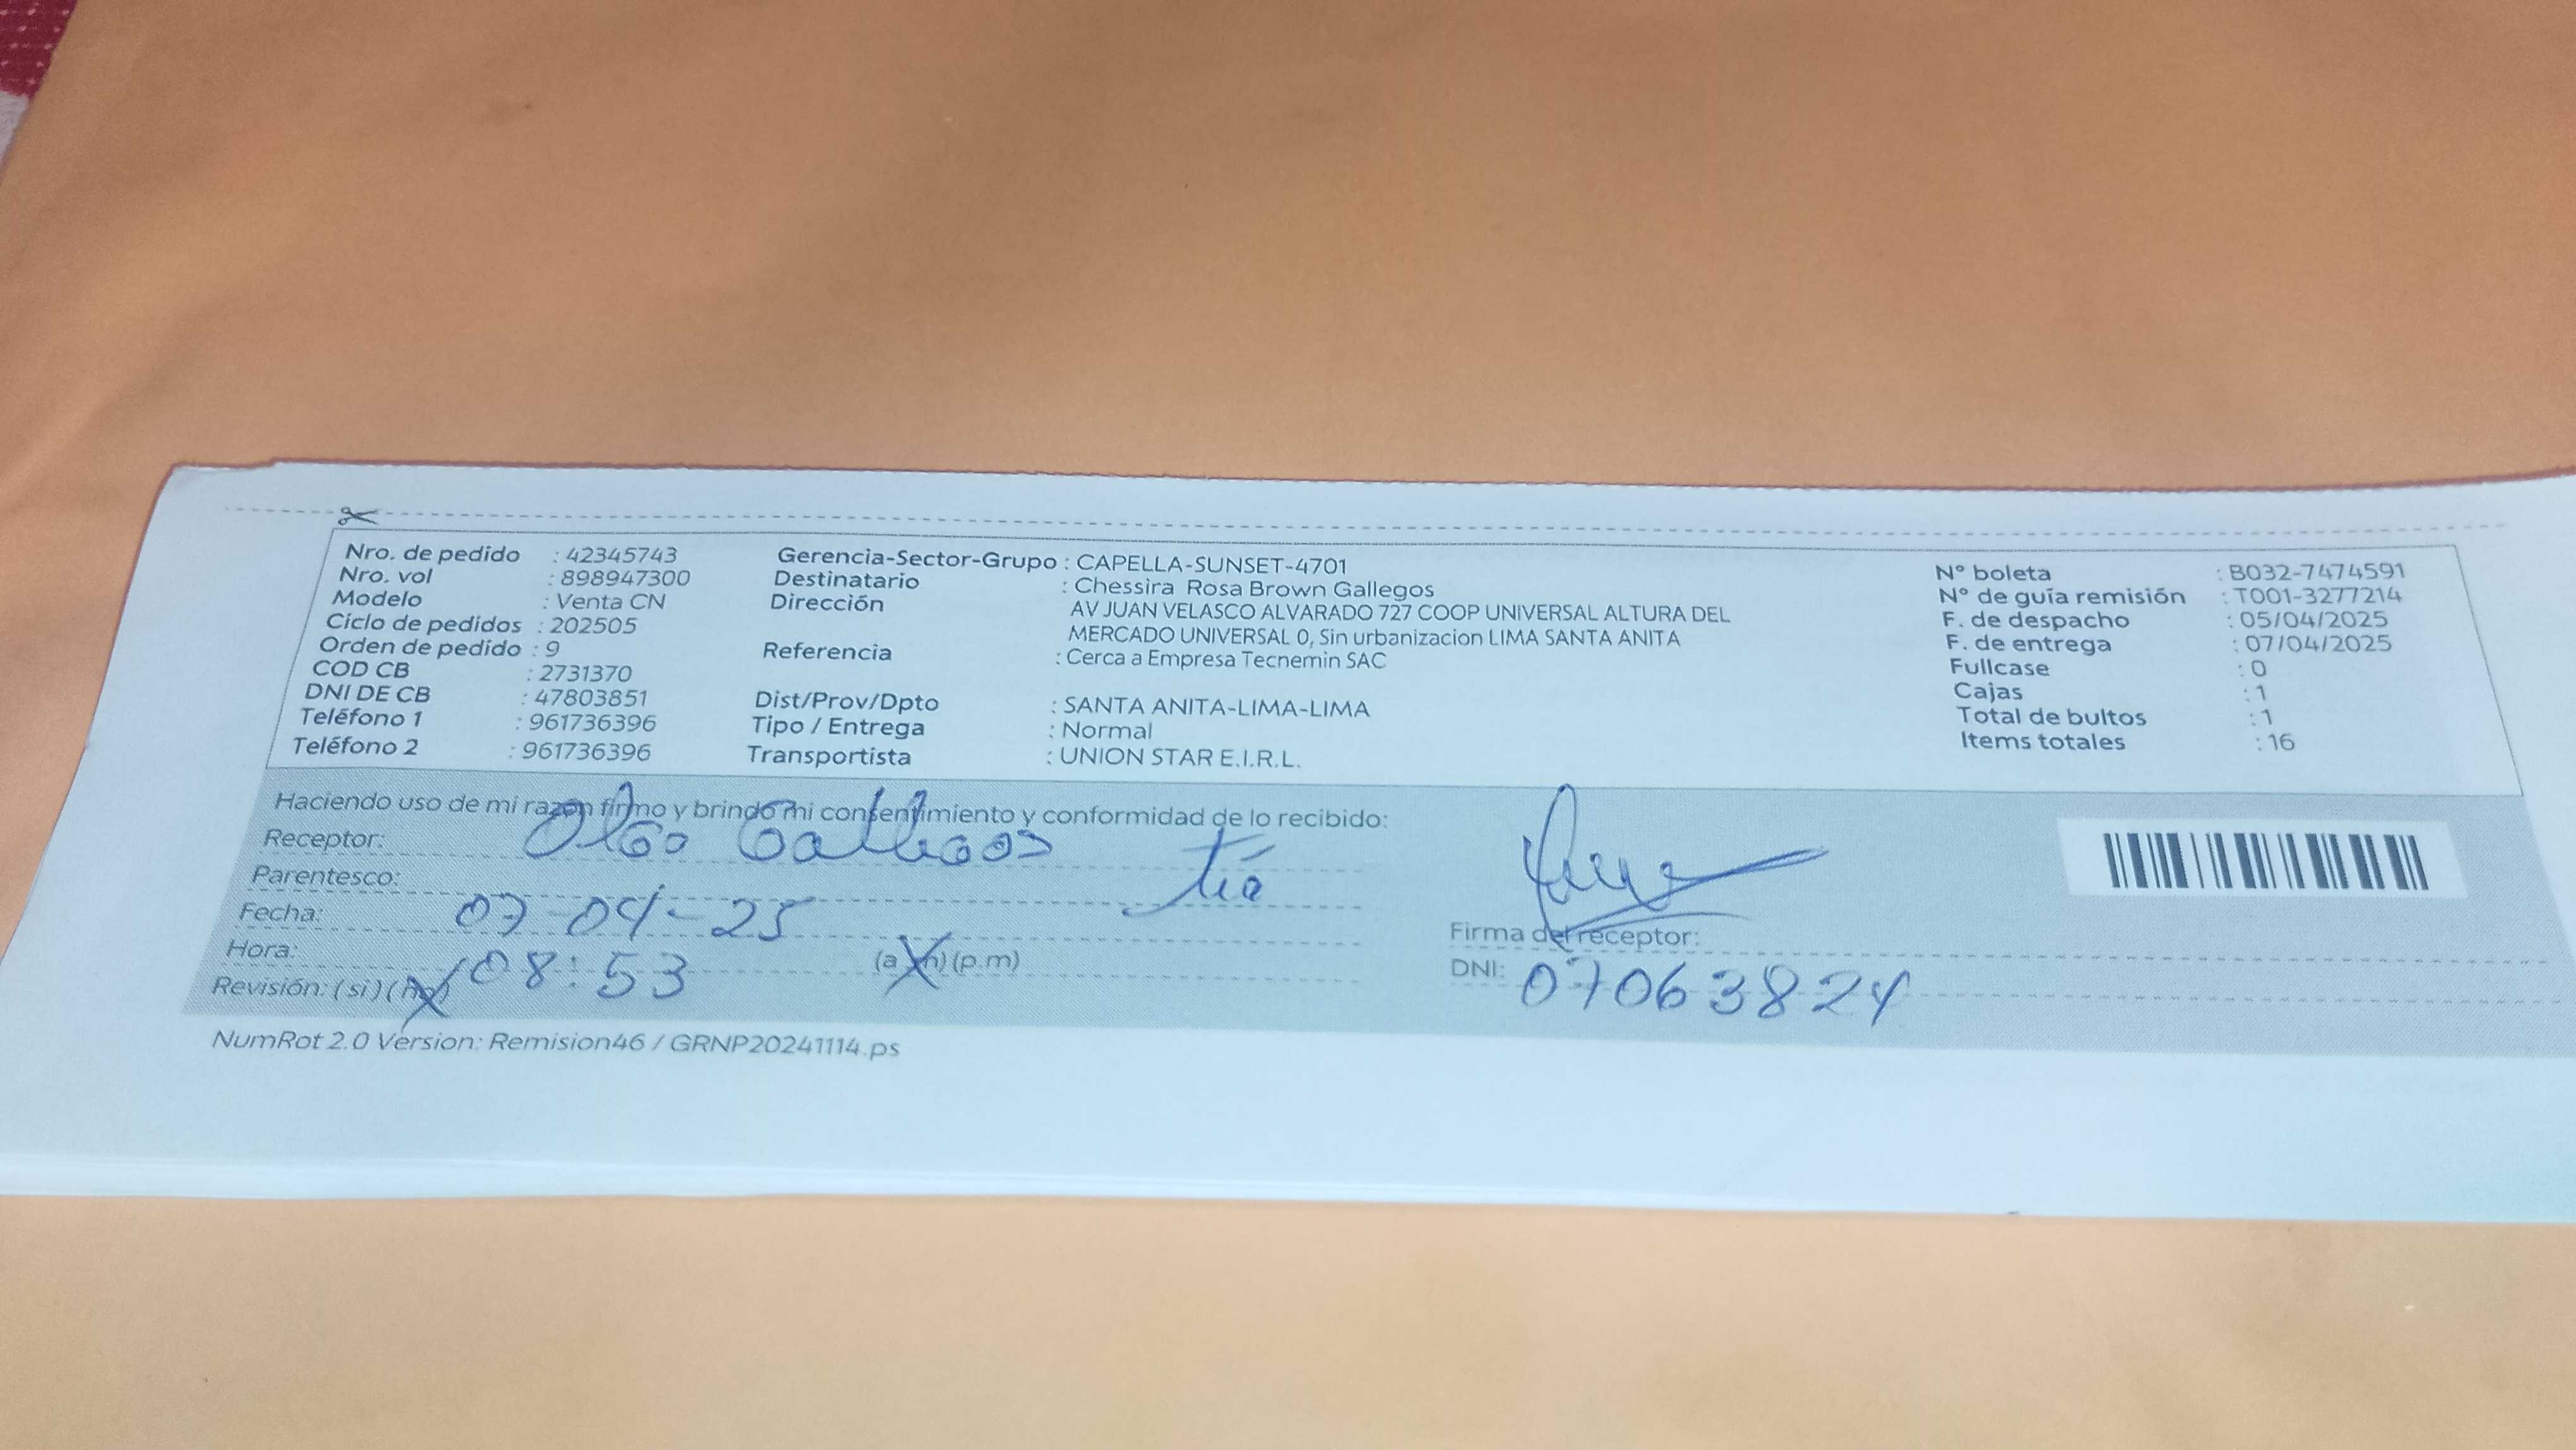 Nro. de pedido : 42345743
Nro. vol : 898947300
Modelo : Venta CN
Ciclo de pedidos : 202505
Orden de pedido : 9
COD CB : 2731370
DNI DE CB : 47803851
Teléfono 1 : 961736396
Teléfono 2 : 961736396
Gerencia-Sector-Grupo : CAPELLA-SUNSET-4701
Destinatario : Chessira Rosa Brown Gallegos
Dirección AV JUAN VELASCO ALVARADO 727 COOP UNIVERSAL ALTURA DEL
MERCADO UNIVERSAL 0, Sin urbanizacion LIMA SANTA ANITA
Referencia : Cerca a Empresa Tecnemin SAC
Dist/Prov/Dpto : SANTA ANITA-LIMA-LIMA
Tipo / Entrega : Normal
Transportista : UNION STAR E.I.R.L.
N° boleta : B032-7474591
N° de guía remisión : T001-3277214
F. de despacho : 05/04/2025
F. de entrega : 07/04/2025
Fullcase : 0
Cajas : 1
Total de bultos : 1
Items totales : 16
Haciendo uso de mi razón firmo y brindo mi consentimiento y conformidad de lo recibido:
Receptor: Olga Gallegos
Parentesco: tía
Fecha: 07-04-25
Hora: 08:53 (a.m) (p.m)
Revisión: (si) (no)
Firma del receptor:
DNI: 07063824
NumRot 2.0 Version: Remision46 / GRNP20241114.ps